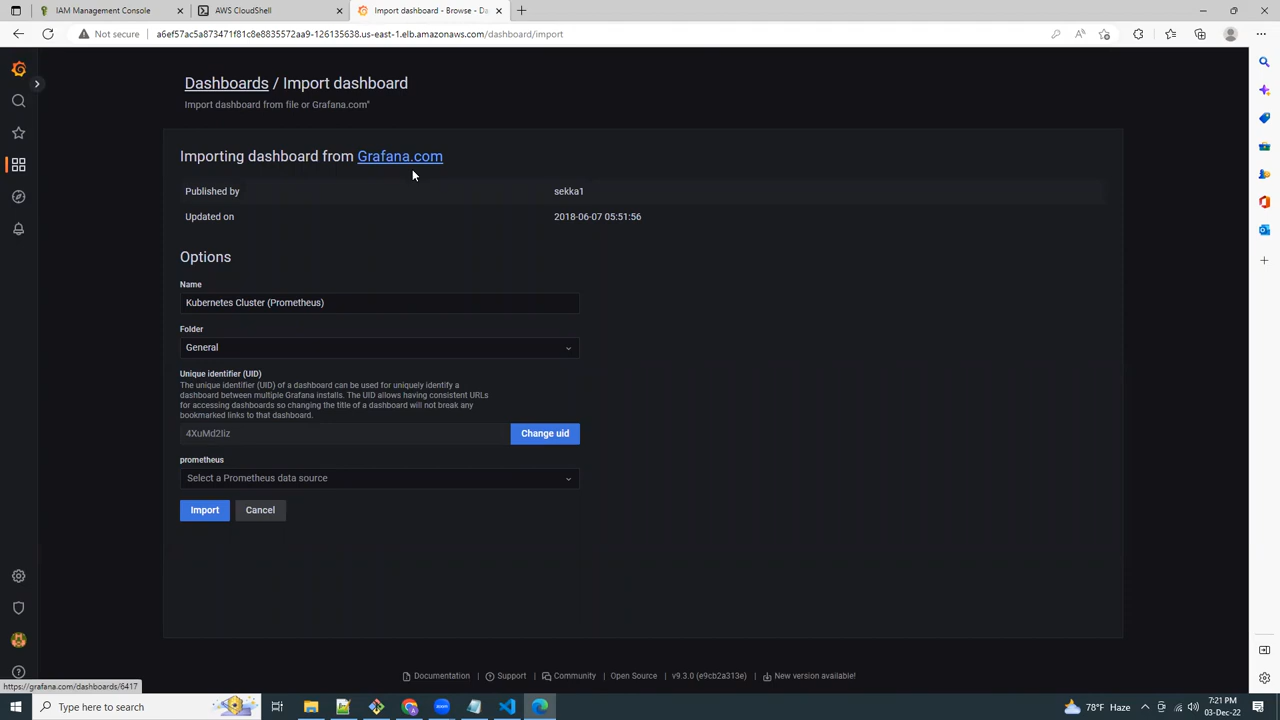 IAM Management Console
AWS CloudShell
Import dashboard - Browse - Da
Not secure
a6ef57ac5a873471f81c8e8835572aa9-126135638.us-east-1.elb.amazonaws.com/dashboard/import
Dashboards / Import dashboard
Import dashboard from file or Grafana.com"
Importing dashboard from Grafana.com
Published by
sekka1
Updated on
2018-06-07 05:51:56
Options
Name
Kubernetes Cluster (Prometheus)
Folder
General
Unique identifier (UID)
The unique identifier (UID) of a dashboard can be used for uniquely identify a
dashboard between multiple Grafana installs. The UID allows having consistent URLs
for accessing dashboards so changing the title of a dashboard will not break any
bookmarked links to that dashboard.
4XuMd2Iiz
Change uid
prometheus
Select a Prometheus data source
Import
Cancel
Documentation
Support
Community
Open Source
v9.3.0 (e9cb2a313e)
New version available!
https://grafana.com/dashboards/6417
Type here to search
78°F Haze
7:21 PM
03-Dec-22